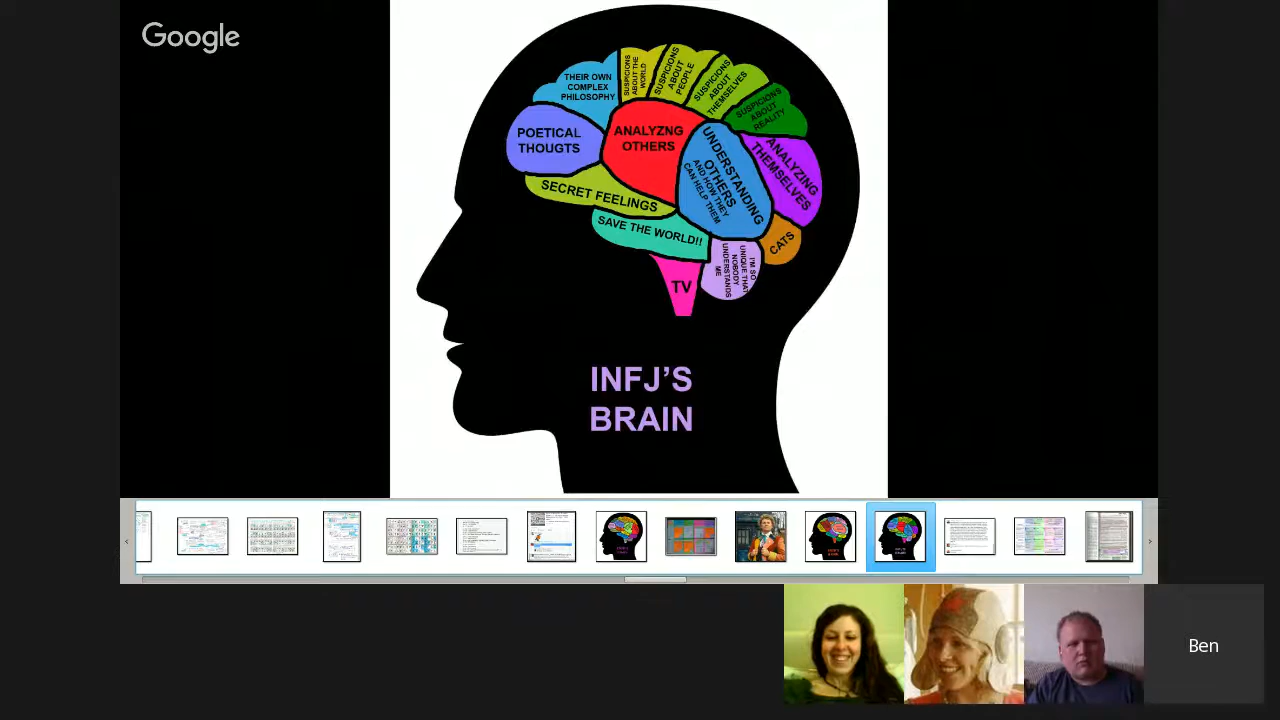 Google
THEIR OWN
COMPLEX
PHILOSOPHY
SUSPICIONS
ABOUT THE
WORLD
SUSPICIONS
ABOUT
PEOPLE
SUSPICIONS
ABOUT
THEMSELVES
SUSPICIONS
ABOUT
REALITY
POETICAL
THOUGTS
ANALYZNG
OTHERS
UNDERSTANDING
OTHERS
AND HOW THEY
CAN HELP THEM
ANALYZING
THEMSELVES
SECRET FEELINGS
SAVE THE WORLD!!
CATS
I'M SO
UNIQUE THAT
NOBODY
UNDERSTANDS
ME
TV
INFJ'S
BRAIN
Ben